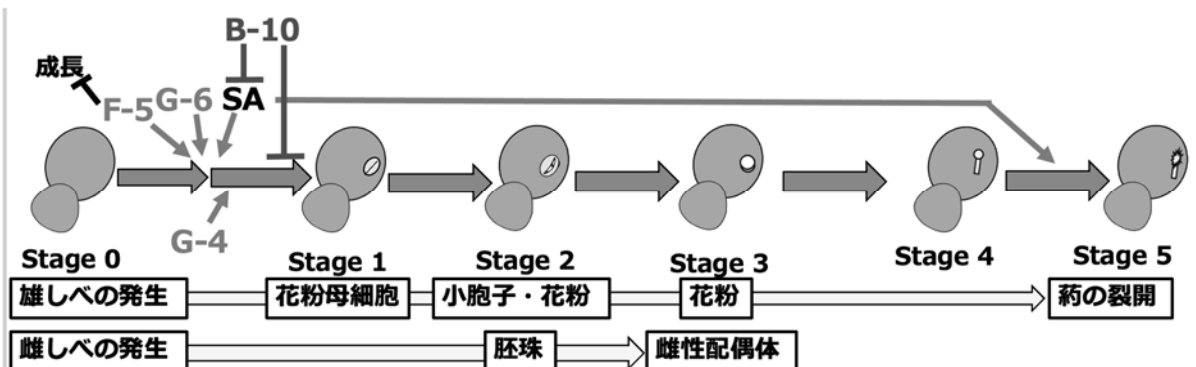 B-10
成長
F-5
G-6
SA
G-4
Stage 0
Stage 1
Stage 2
Stage 3
Stage 4
Stage 5
雄しべの発生
花粉母細胞
小胞子・花粉
花粉
葯の裂開
雌しべの発生
胚珠
雌性配偶体